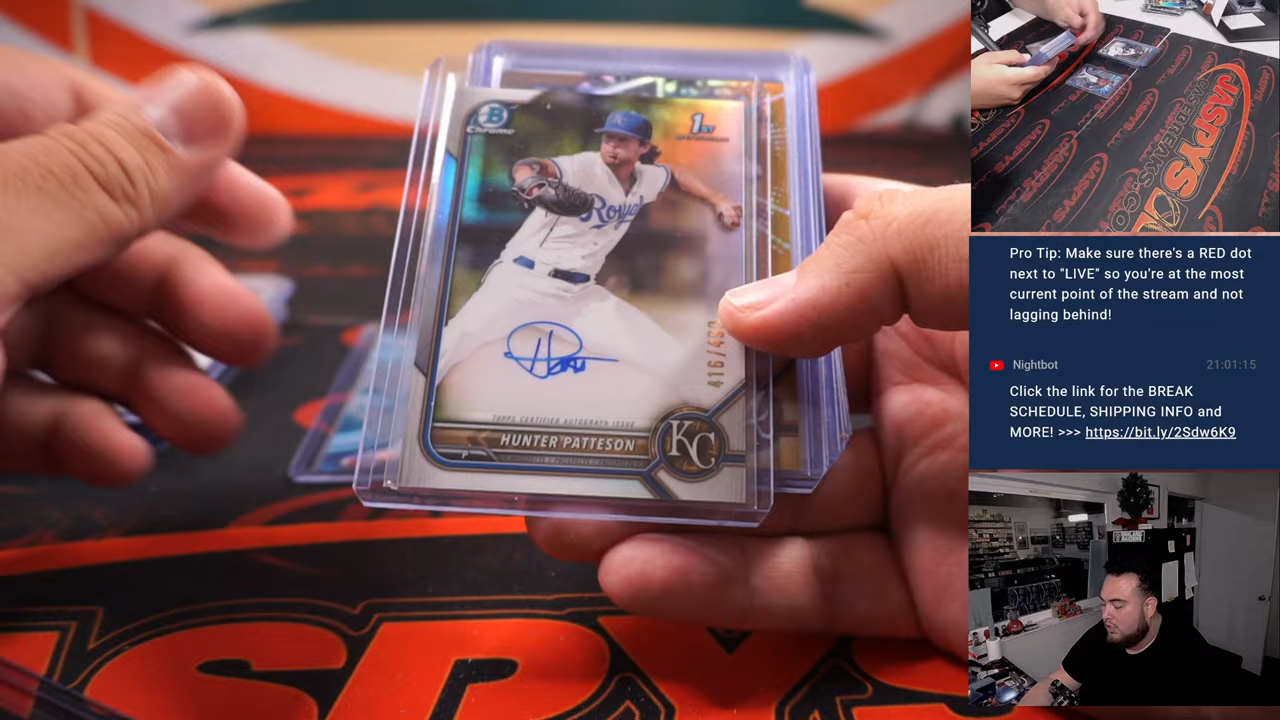 B
Chrome
1ST
Royals
416/499
TOPPS CERTIFIED AUTOGRAPH ISSUE
HUNTER PATTESON
P
KC
JASPYS
JASPYS
CASEBREAKS.CO
Pro Tip: Make sure there's a RED dot
next to "LIVE" so you're at the most
current point of the stream and not
lagging behind!
Nightbot
21:01:15
Click the link for the BREAK
SCHEDULE, SHIPPING INFO and
MORE! >>> https://bit.ly/2Sdw6K9